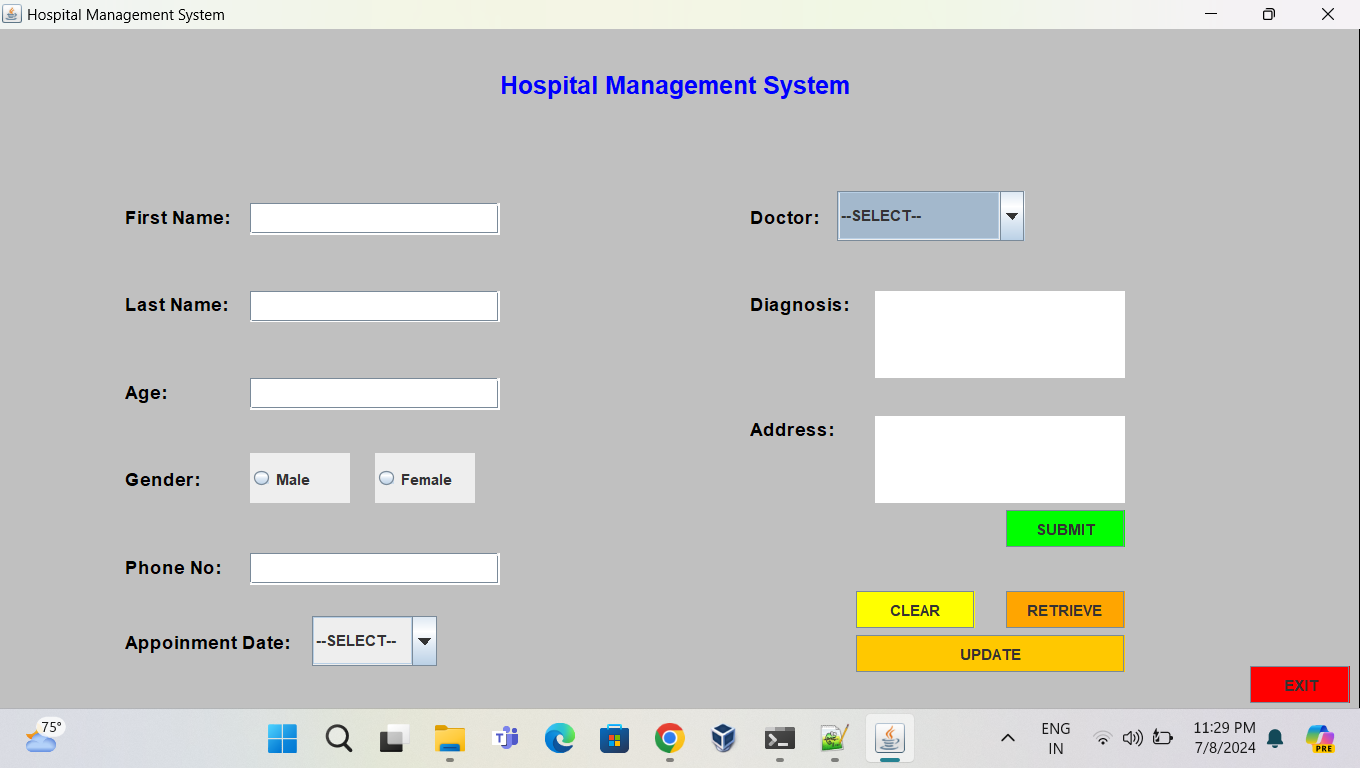 Hospital Management System
Hospital Management System
First Name:
Doctor:
--SELECT--
Last Name:
Diagnosis:
Age:
Address:
Gender:
Male
Female
SUBMIT
Phone No:
CLEAR
RETRIEVE
Appoinment Date:
--SELECT--
UPDATE
EXIT
75°
ENG
IN
11:29 PM
7/8/2024
PRE